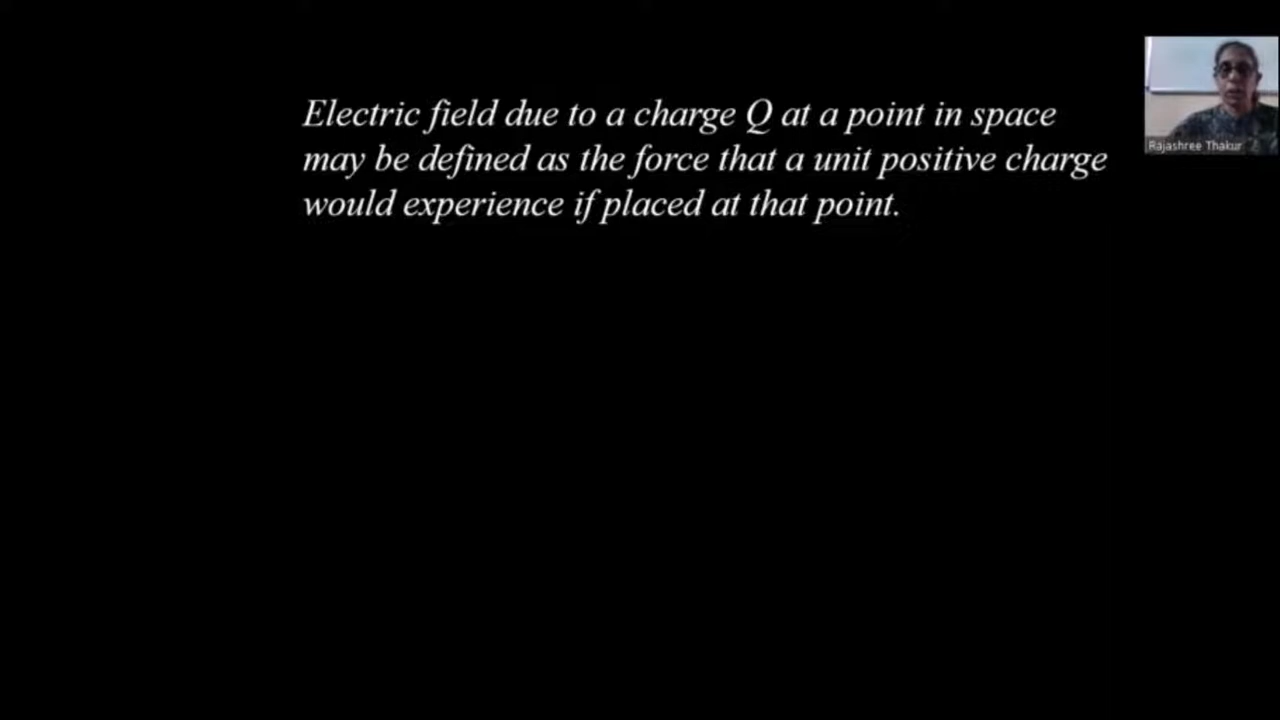 Electric field due to a charge Q at a point in space
may be defined as the force that a unit positive charge
would experience if placed at that point.
Rajashree Thakur